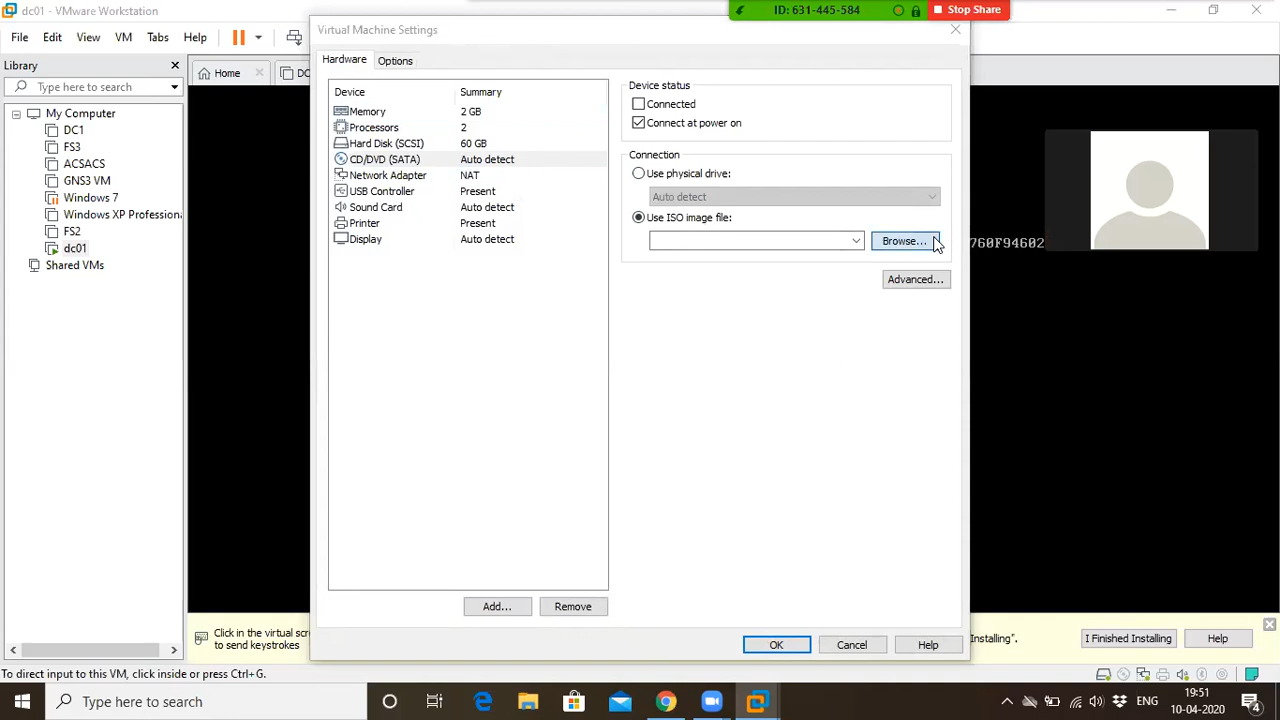 dc01 - VMware Workstation
ID: 631-445-584
Stop Share
File Edit View VM Tabs Help
Library
Type here to search
My Computer
DC1
FS3
ACSACS
GNS3 VM
Windows 7
Windows XP Professiona
FS2
dc01
Shared VMs
Home
DC
Virtual Machine Settings
Hardware Options
Device Summary
Memory 2 GB
Processors 2
Hard Disk (SCSI) 60 GB
CD/DVD (SATA) Auto detect
Network Adapter NAT
USB Controller Present
Sound Card Auto detect
Printer Present
Display Auto detect
Add... Remove
Device status
Connected
Connect at power on
Connection
Use physical drive:
Auto detect
Use ISO image file:
Browse...
Advanced...
OK Cancel Help
760F94602
Click in the virtual scr
to send keystrokes
Installing".
I Finished Installing
Help
To direct input to this VM, click inside or press Ctrl+G.
Type here to search
ENG
19:51
10-04-2020
4